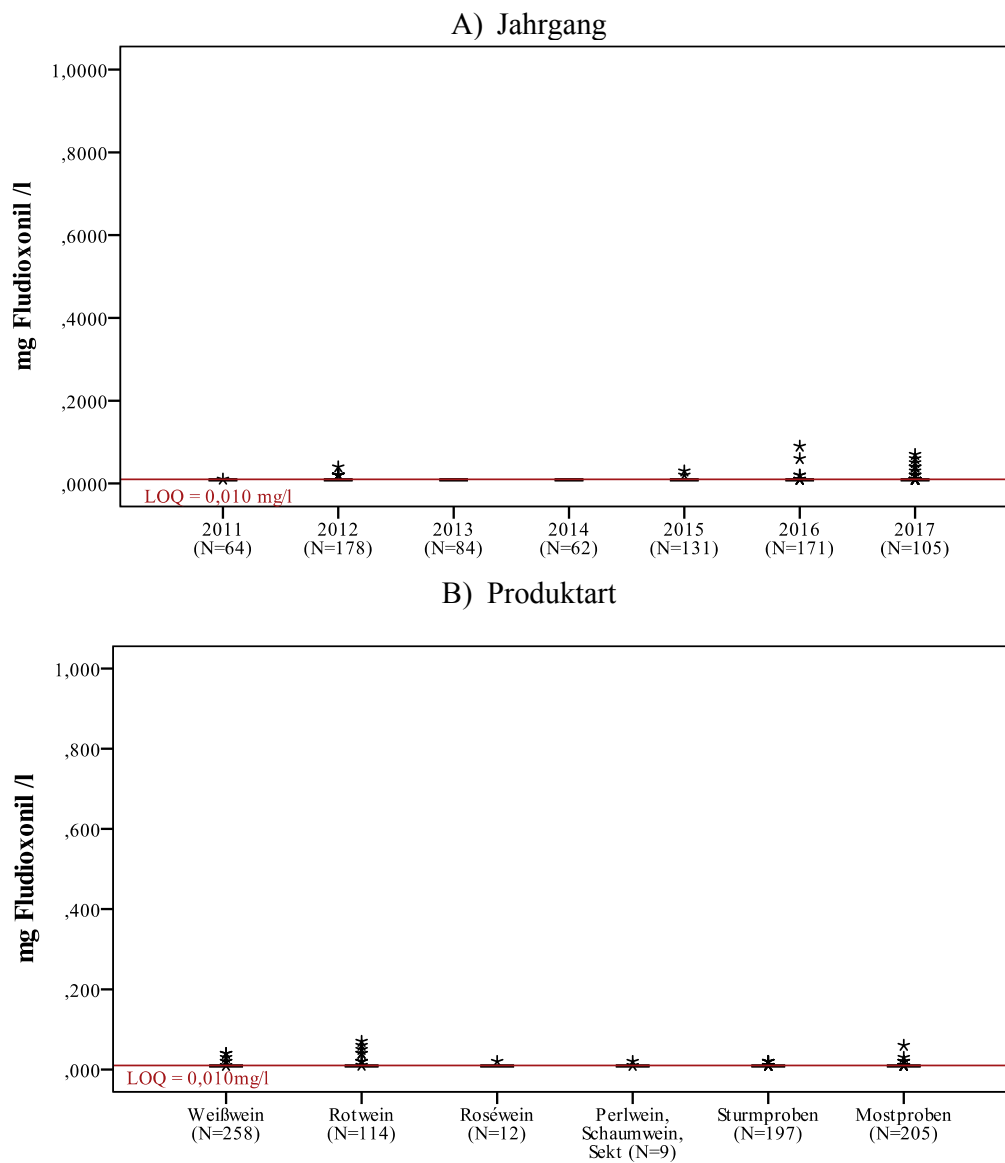 A) Jahrgang
mg Fludioxonil /l
1,0000
,8000
,6000
,4000
,2000
,0000
LOQ = 0,010 mg/l
2011 2012 2013 2014 2015 2016 2017
(N=64) (N=178) (N=84) (N=62) (N=131) (N=171) (N=105)
B) Produktart
mg Fludioxonil /l
1,000
,800
,600
,400
,200
,000
LOQ = 0,010mg/l
Weißwein Rotwein Roséwein Perlwein, Sturmproben Mostproben
(N=258) (N=114) (N=12) Schaumwein, (N=197) (N=205)
Sekt (N=9)